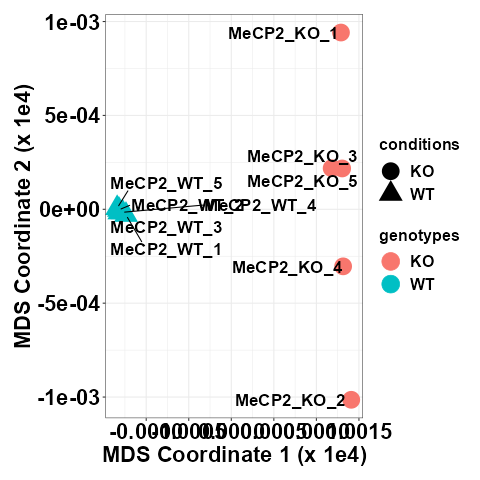 1e-03
5e-04
0e+00
-5e-04
-1e-03
MDS Coordinate 2 (x 1e4)
MeCP2_KO_1
MeCP2_KO_3
MeCP2_KO_5
MeCP2_WT_5
MeCP2_WT_2
MeCP2_WT_4
MeCP2_WT_3
MeCP2_WT_1
MeCP2_KO_4
MeCP2_KO_2
MDS Coordinate 1 (x 1e4)
conditions
KO
WT
genotypes
KO
WT